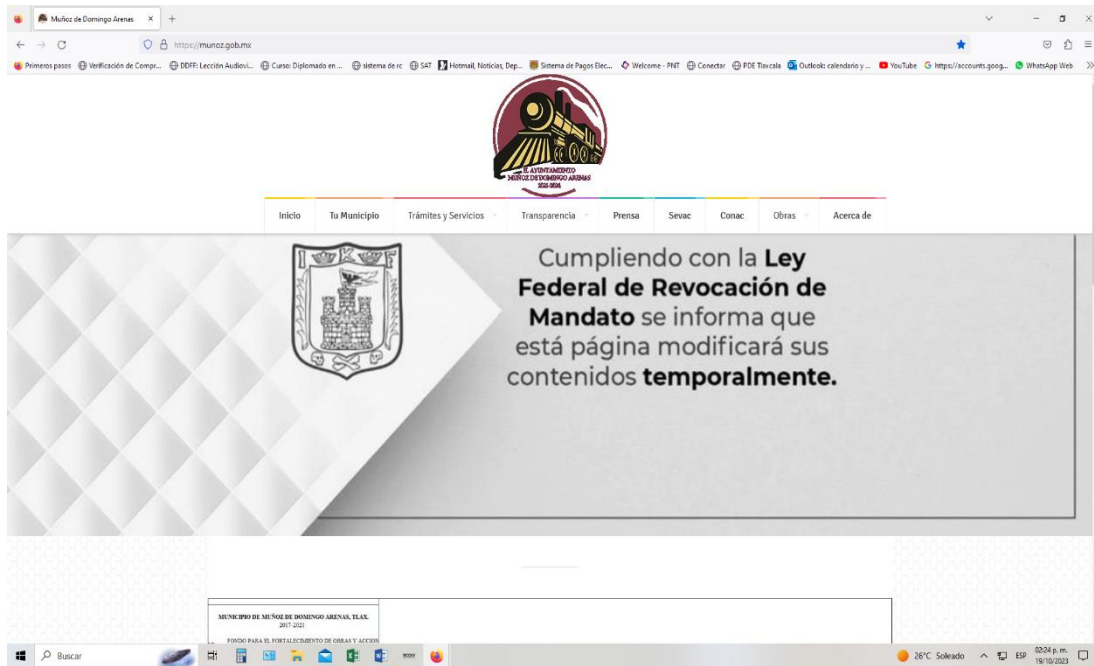 Muñoz de Domingo Arenas
https://munoz.gob.mx
Primeros pasos Verificación de Compr... DDFF: Lección Audiovi... Curso: Diplomado en ... sistema de rc SAT Hotmail, Noticias, Dep... Sistema de Pagos Elec... Welcome - PNT Conectar PDE Tlaxcala Outlook: calendario y ... YouTube https://accounts.goog... WhatsApp Web
EL AYUNTAMIENTO
MUÑOZ DE DOMINGO ARENAS
2021-2024
Inicio Tu Municipio Trámites y Servicios Transparencia Prensa Sevac Conac Obras Acerca de
I K F
Cumpliendo con la Ley
Federal de Revocación de
Mandato se informa que
está página modificará sus
contenidos temporalmente.
MUNICIPIO DE MUÑOZ DE DOMINGO ARENAS, TLAX.
2017-2021
FONDO PARA EL FORTALECIMIENTO DE OBRAS Y ACCION
Buscar
26°C Soleado ESP 02:24 p. m.
19/10/2023